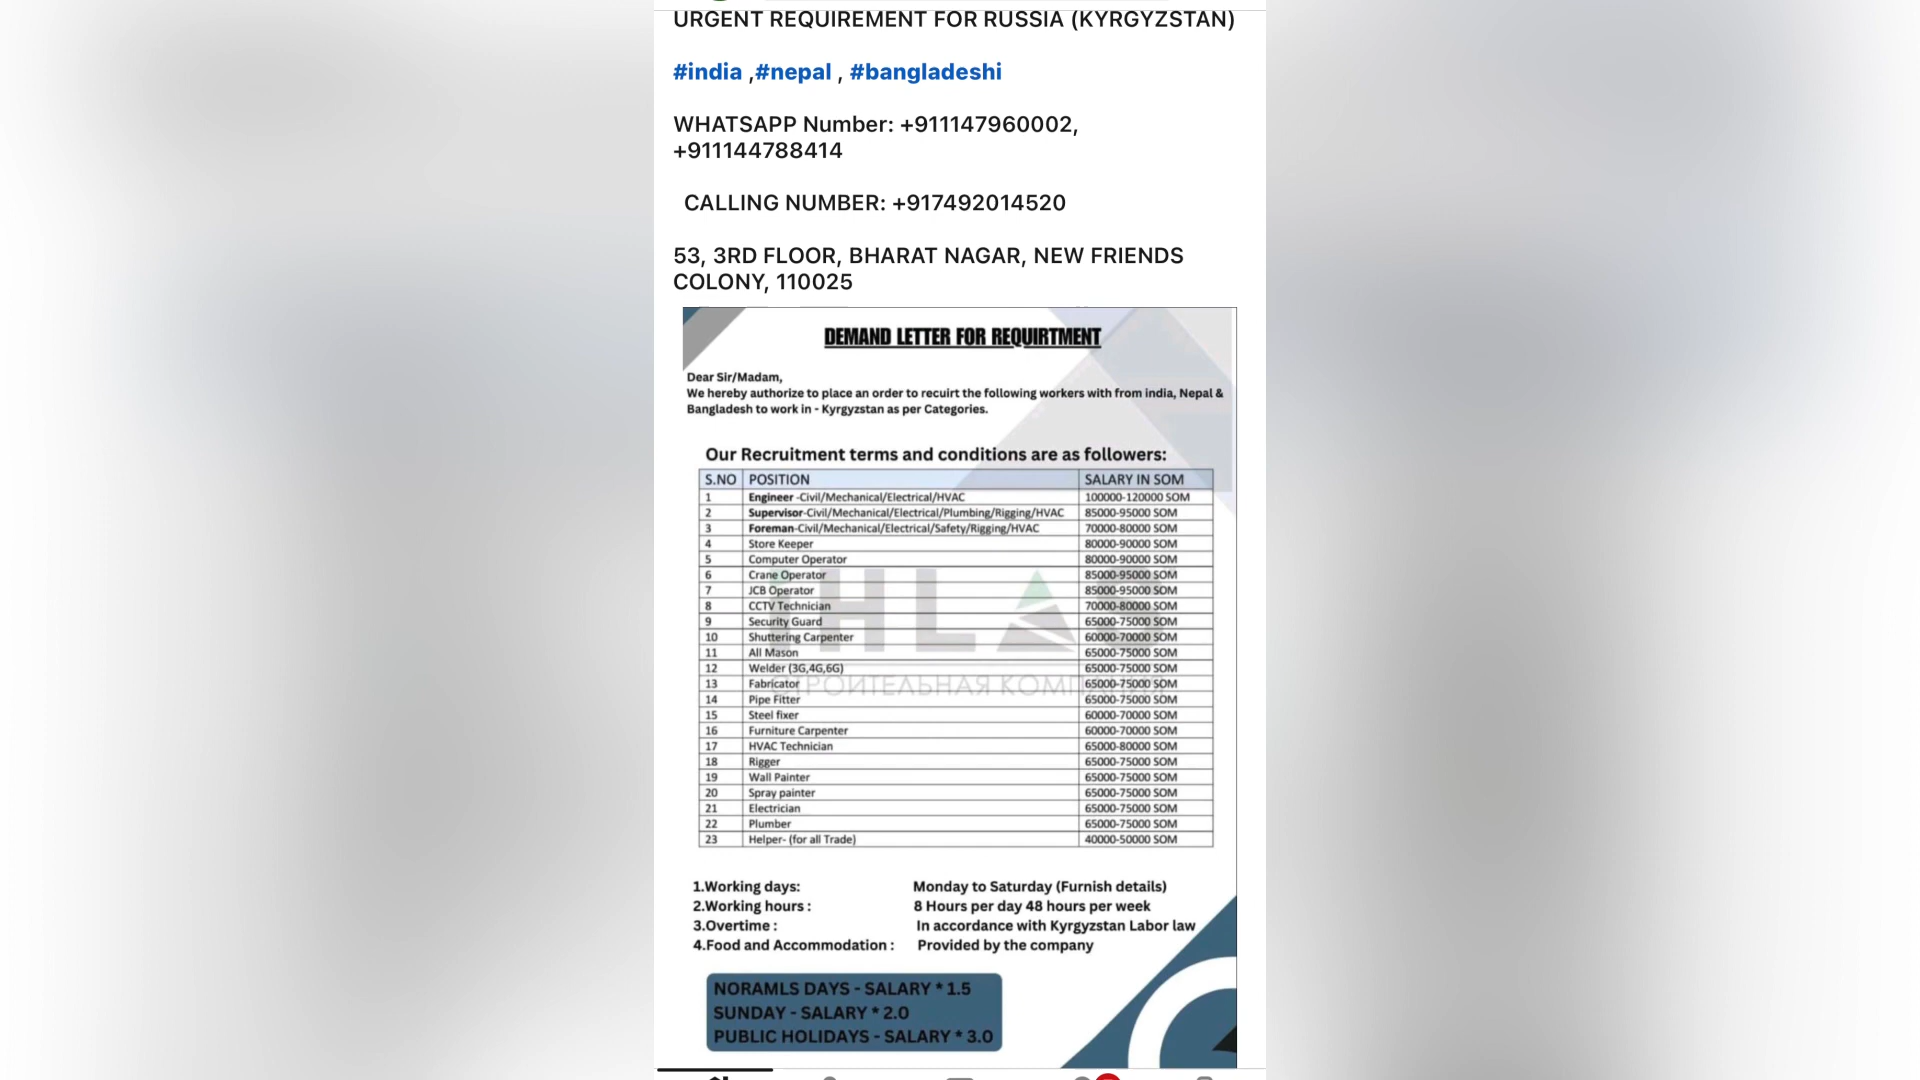 URGENT REQUIREMENT FOR RUSSIA (KYRGYZSTAN)
#india ,#nepal , #bangladeshi
WHATSAPP Number: +911147960002,
+911144788414
CALLING NUMBER: +917492014520
53, 3RD FLOOR, BHARAT NAGAR, NEW FRIENDS
COLONY, 110025
DEMAND LETTER FOR REQUIRTMENT
Dear Sir/Madam,
We hereby authorize to place an order to recuirt the following workers with from india, Nepal &
Bangladesh to work in - Kyrgyzstan as per Categories.
Our Recruitment terms and conditions are as followers:
S.NO POSITION SALARY IN SOM
1 Engineer -Civil/Mechanical/Electrical/HVAC 100000-120000 SOM
2 Supervisor-Civil/Mechanical/Electrical/Plumbing/Rigging/HVAC 85000-95000 SOM
3 Foreman-Civil/Mechanical/Electrical/Safety/Rigging/HVAC 70000-80000 SOM
4 Store Keeper 80000-90000 SOM
5 Computer Operator 80000-90000 SOM
6 Crane Operator 85000-95000 SOM
7 JCB Operator 85000-95000 SOM
8 CCTV Technician 70000-80000 SOM
9 Security Guard 65000-75000 SOM
10 Shuttering Carpenter 60000-70000 SOM
11 All Mason 65000-75000 SOM
12 Welder (3G,4G,6G) 65000-75000 SOM
13 Fabricator 65000-75000 SOM
14 Pipe Fitter 65000-75000 SOM
15 Steel fixer 60000-70000 SOM
16 Furniture Carpenter 60000-70000 SOM
17 HVAC Technician 65000-80000 SOM
18 Rigger 65000-75000 SOM
19 Wall Painter 65000-75000 SOM
20 Spray painter 65000-75000 SOM
21 Electrician 65000-75000 SOM
22 Plumber 65000-75000 SOM
23 Helper- (for all Trade) 40000-50000 SOM
1.Working days: Monday to Saturday (Furnish details)
2.Working hours : 8 Hours per day 48 hours per week
3.Overtime : In accordance with Kyrgyzstan Labor law
4.Food and Accommodation : Provided by the company
NORAMLS DAYS - SALARY * 1.5
SUNDAY - SALARY * 2.0
PUBLIC HOLIDAYS - SALARY * 3.0